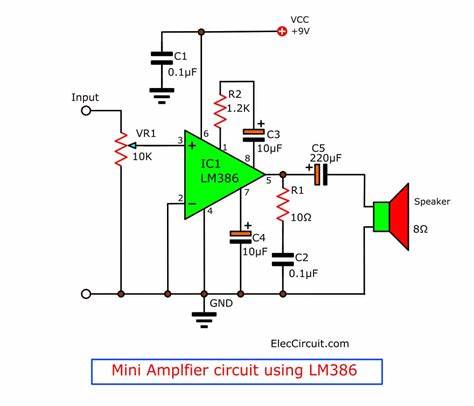 VCC
+9V
C1
0.1µF
Input
R2
1.2K
+
C3
10µF
VR1
10K
3
+
6
1
8
IC1
LM386
5
C5
220µF
+
2
-
4
7
R1
10Ω
Speaker
8Ω
+
C4
10µF
C2
0.1µF
GND
ElecCircuit.com
Mini Amplfier circuit using LM386